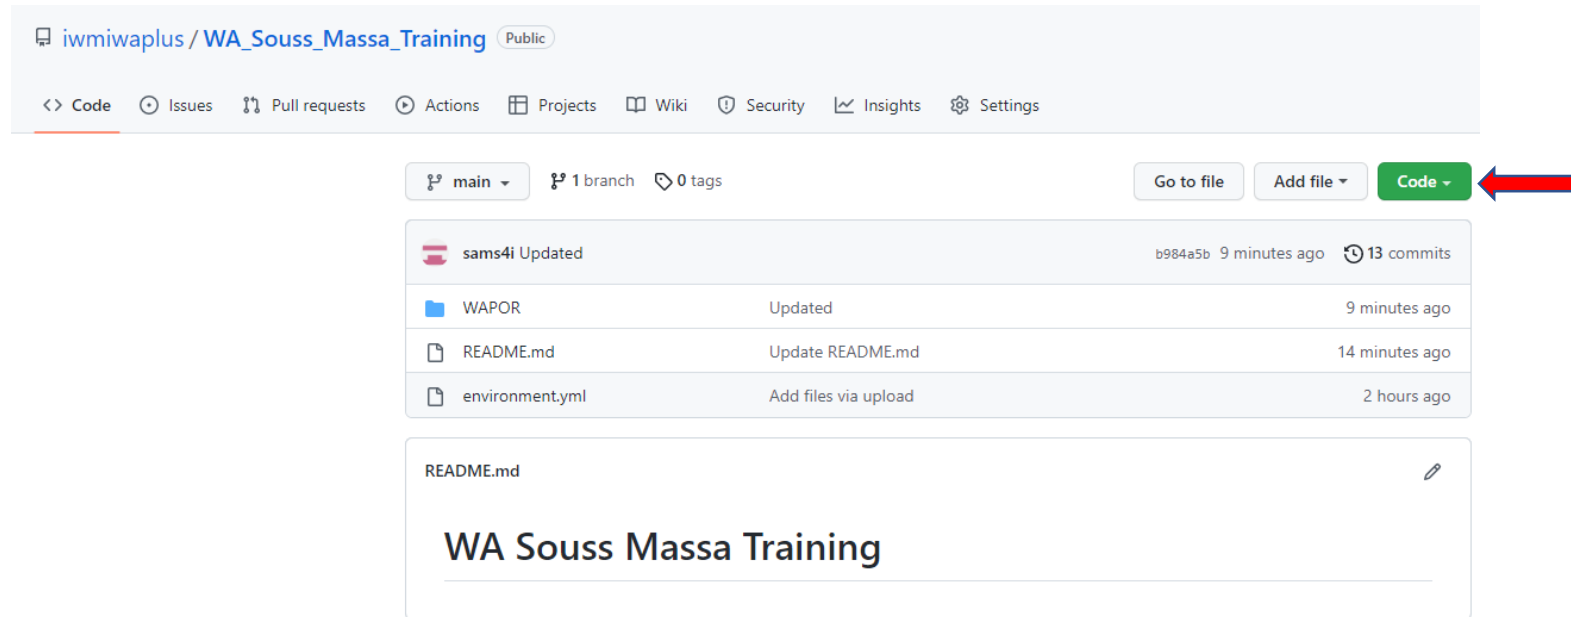 iwmiwaplus / WA_Souss_Massa_Training Public
Code Issues Pull requests Actions Projects Wiki Security Insights Settings
main 1 branch 0 tags Go to file Add file Code
sams4i Updated b984a5b 9 minutes ago 13 commits
WAPOR Updated 9 minutes ago
README.md Update README.md 14 minutes ago
environment.yml Add files via upload 2 hours ago
README.md
WA Souss Massa Training